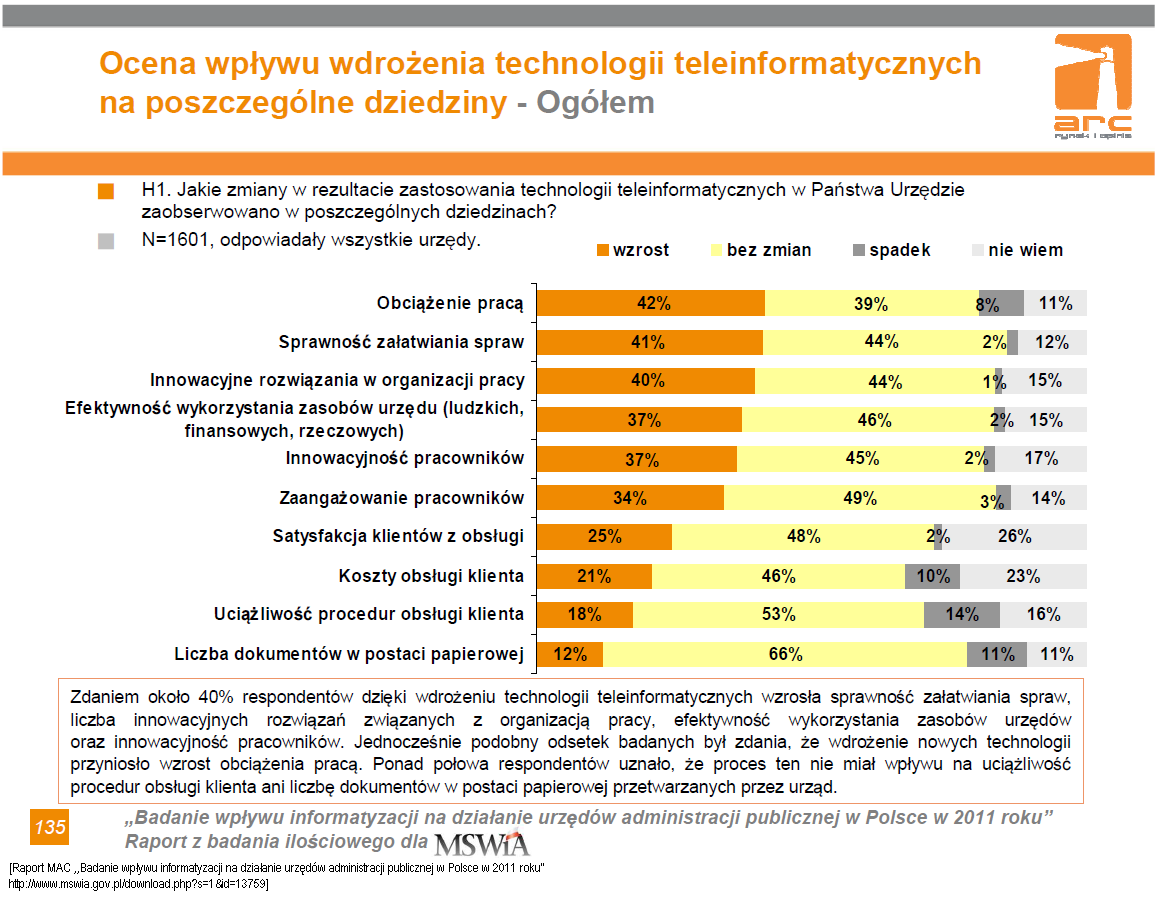 Ocena wpływu wdrożenia technologii teleinformatycznych
na poszczególne dziedziny - Ogółem
arc
rynek i opinia
H1. Jakie zmiany w rezultacie zastosowania technologii teleinformatycznych w Państwa Urzędzie
zaobserwowano w poszczególnych dziedzinach?
N=1601, odpowiadały wszystkie urzędy.
wzrost bez zmian spadek nie wiem
Obciążenie pracą 42% 39% 8% 11%
Sprawność załatwiania spraw 41% 44% 2% 12%
Innowacyjne rozwiązania w organizacji pracy 40% 44% 1% 15%
Efektywność wykorzystania zasobów urzędu (ludzkich,
finansowych, rzeczowych) 37% 46% 2% 15%
Innowacyjność pracowników 37% 45% 2% 17%
Zaangażowanie pracowników 34% 49% 3% 14%
Satysfakcja klientów z obsługi 25% 48% 2% 26%
Koszty obsługi klienta 21% 46% 10% 23%
Uciążliwość procedur obsługi klienta 18% 53% 14% 16%
Liczba dokumentów w postaci papierowej 12% 66% 11% 11%
Zdaniem około 40% respondentów dzięki wdrożeniu technologii teleinformatycznych wzrosła sprawność załatwiania spraw,
liczba innowacyjnych rozwiązań związanych z organizacją pracy, efektywność wykorzystania zasobów urzędów
oraz innowacyjność pracowników. Jednocześnie podobny odsetek badanych był zdania, że wdrożenie nowych technologii
przyniosło wzrost obciążenia pracą. Ponad połowa respondentów uznało, że proces ten nie miał wpływu na uciążliwość
procedur obsługi klienta ani liczbę dokumentów w postaci papierowej przetwarzanych przez urząd.
135
„Badanie wpływu informatyzacji na działanie urzędów administracji publicznej w Polsce w 2011 roku”
Raport z badania ilościowego dla MSWiA
[Raport MAC „Badanie wpływu informatyzacji na działanie urzędów administracji publicznej w Polsce w 2011 roku"
http://www.mswia.gov.pl/download.php?s=1&id=13759]